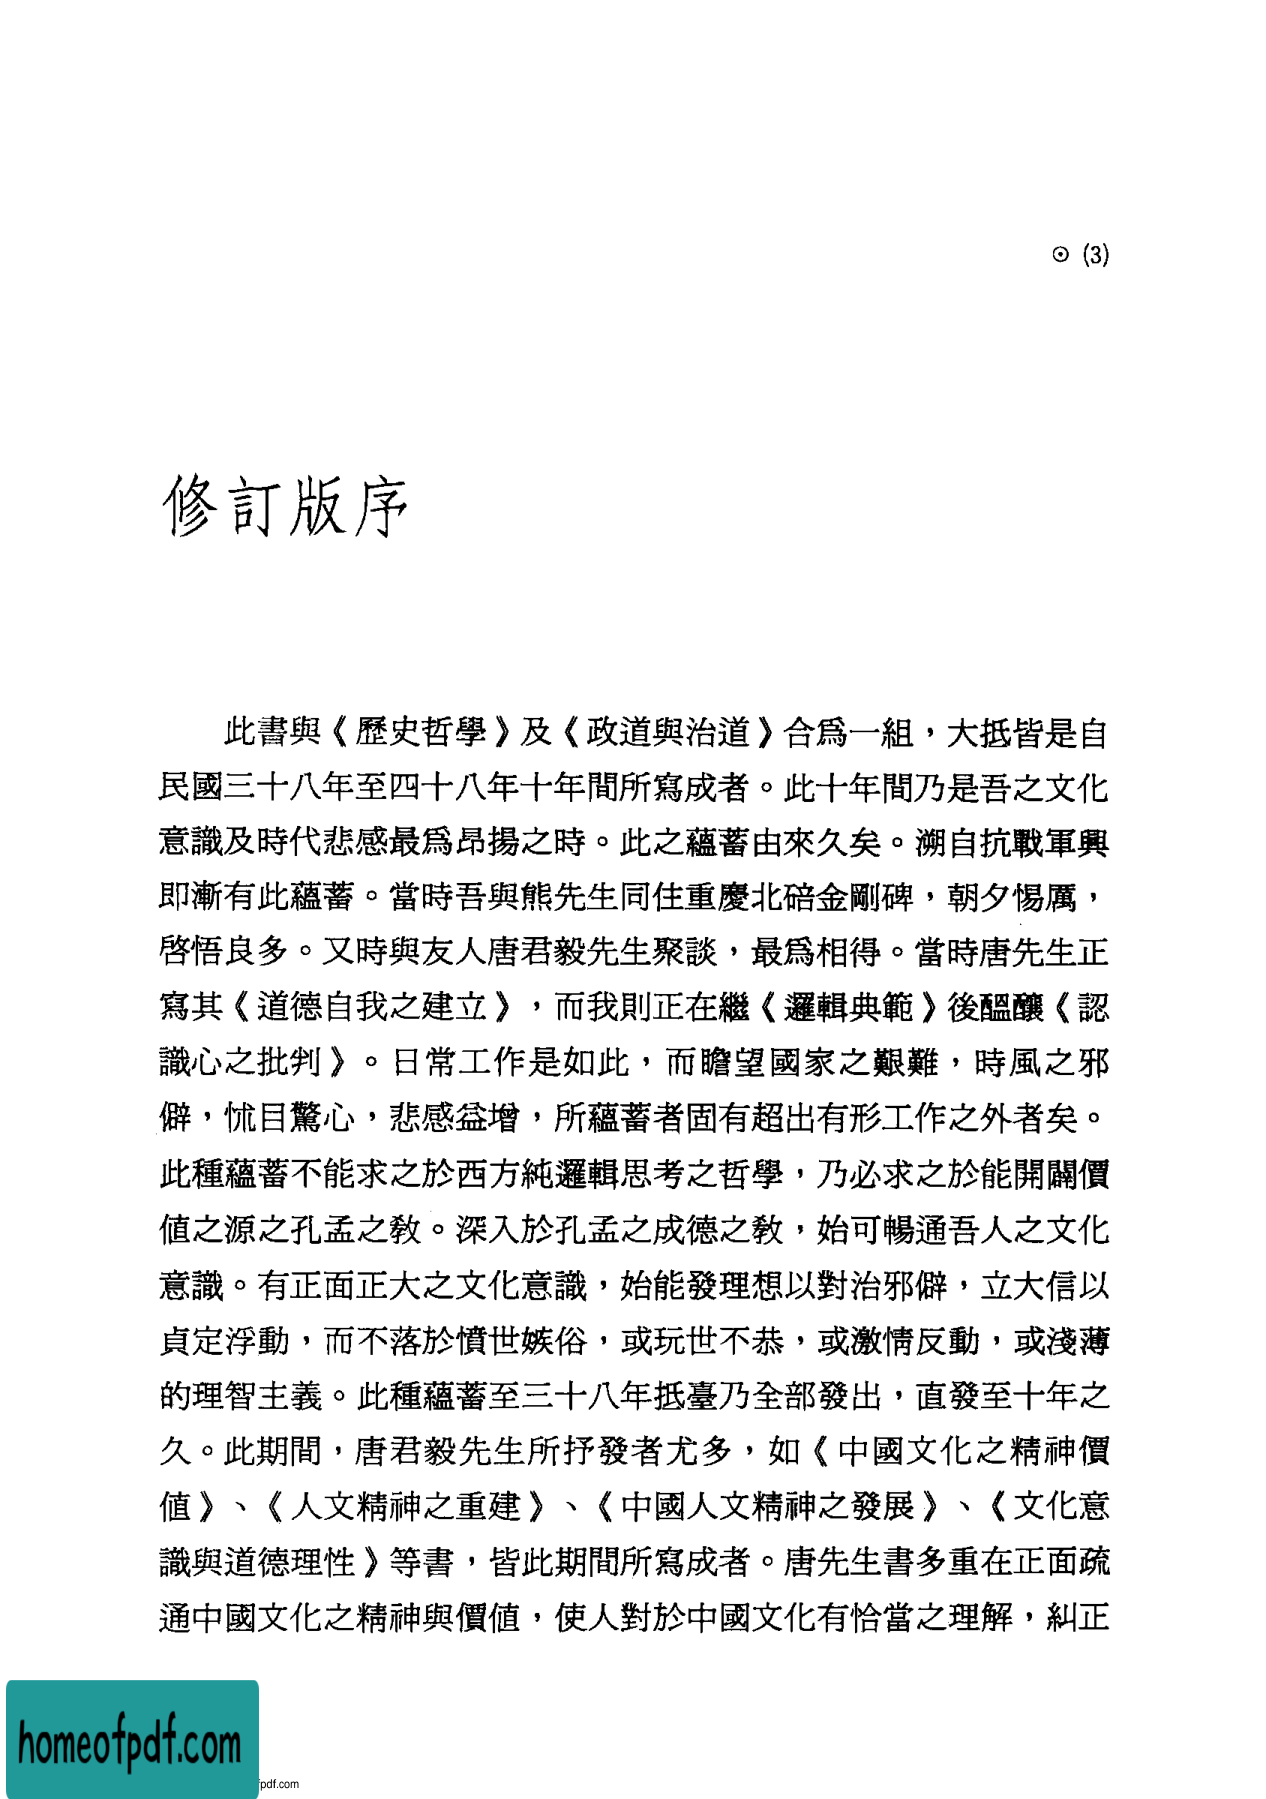 ⊙ (3)
修訂版序
此書與《歷史哲學》及《政道與治道》合爲一組，大抵皆是自
民國三十八年至四十八年十年間所寫成者。此十年間乃是吾之文化
意識及時代悲感最爲昂揚之時。此之蘊蓄由來久矣。溯自抗戰軍興
即漸有此蘊蓄。當時吾與熊先生同住重慶北碚金剛碑，朝夕惕厲，
啓悟良多。又時與友人唐君毅先生聚談，最爲相得。當時唐先生正
寫其《道德自我之建立》，而我則正在繼《邏輯典範》後醞釀《認
識心之批判》。日常工作是如此，而瞻望國家之艱難，時風之邪
僻，怵目驚心，悲感益增，所蘊蓄者固有超出有形工作之外者矣。
此種蘊蓄不能求之於西方純邏輯思考之哲學，乃必求之於能開闢價
值之源之孔孟之教。深入於孔孟之成德之教，始可暢通吾人之文化
意識。有正面正大之文化意識，始能發理想以對治邪僻，立大信以
貞定浮動，而不落於憤世嫉俗，或玩世不恭，或激情反動，或淺薄
的理智主義。此種蘊蓄至三十八年抵臺乃全部發出，直發至十年之
久。此期間，唐君毅先生所抒發者尤多，如《中國文化之精神價
值》、《人文精神之重建》、《中國人文精神之發展》、《文化意
識與道德理性》等書，皆此期間所寫成者。唐先生書多重在正面疏
通中國文化之精神與價值，使人對於中國文化有恰當之理解，糾正
homeofpdf.com
pdf.com